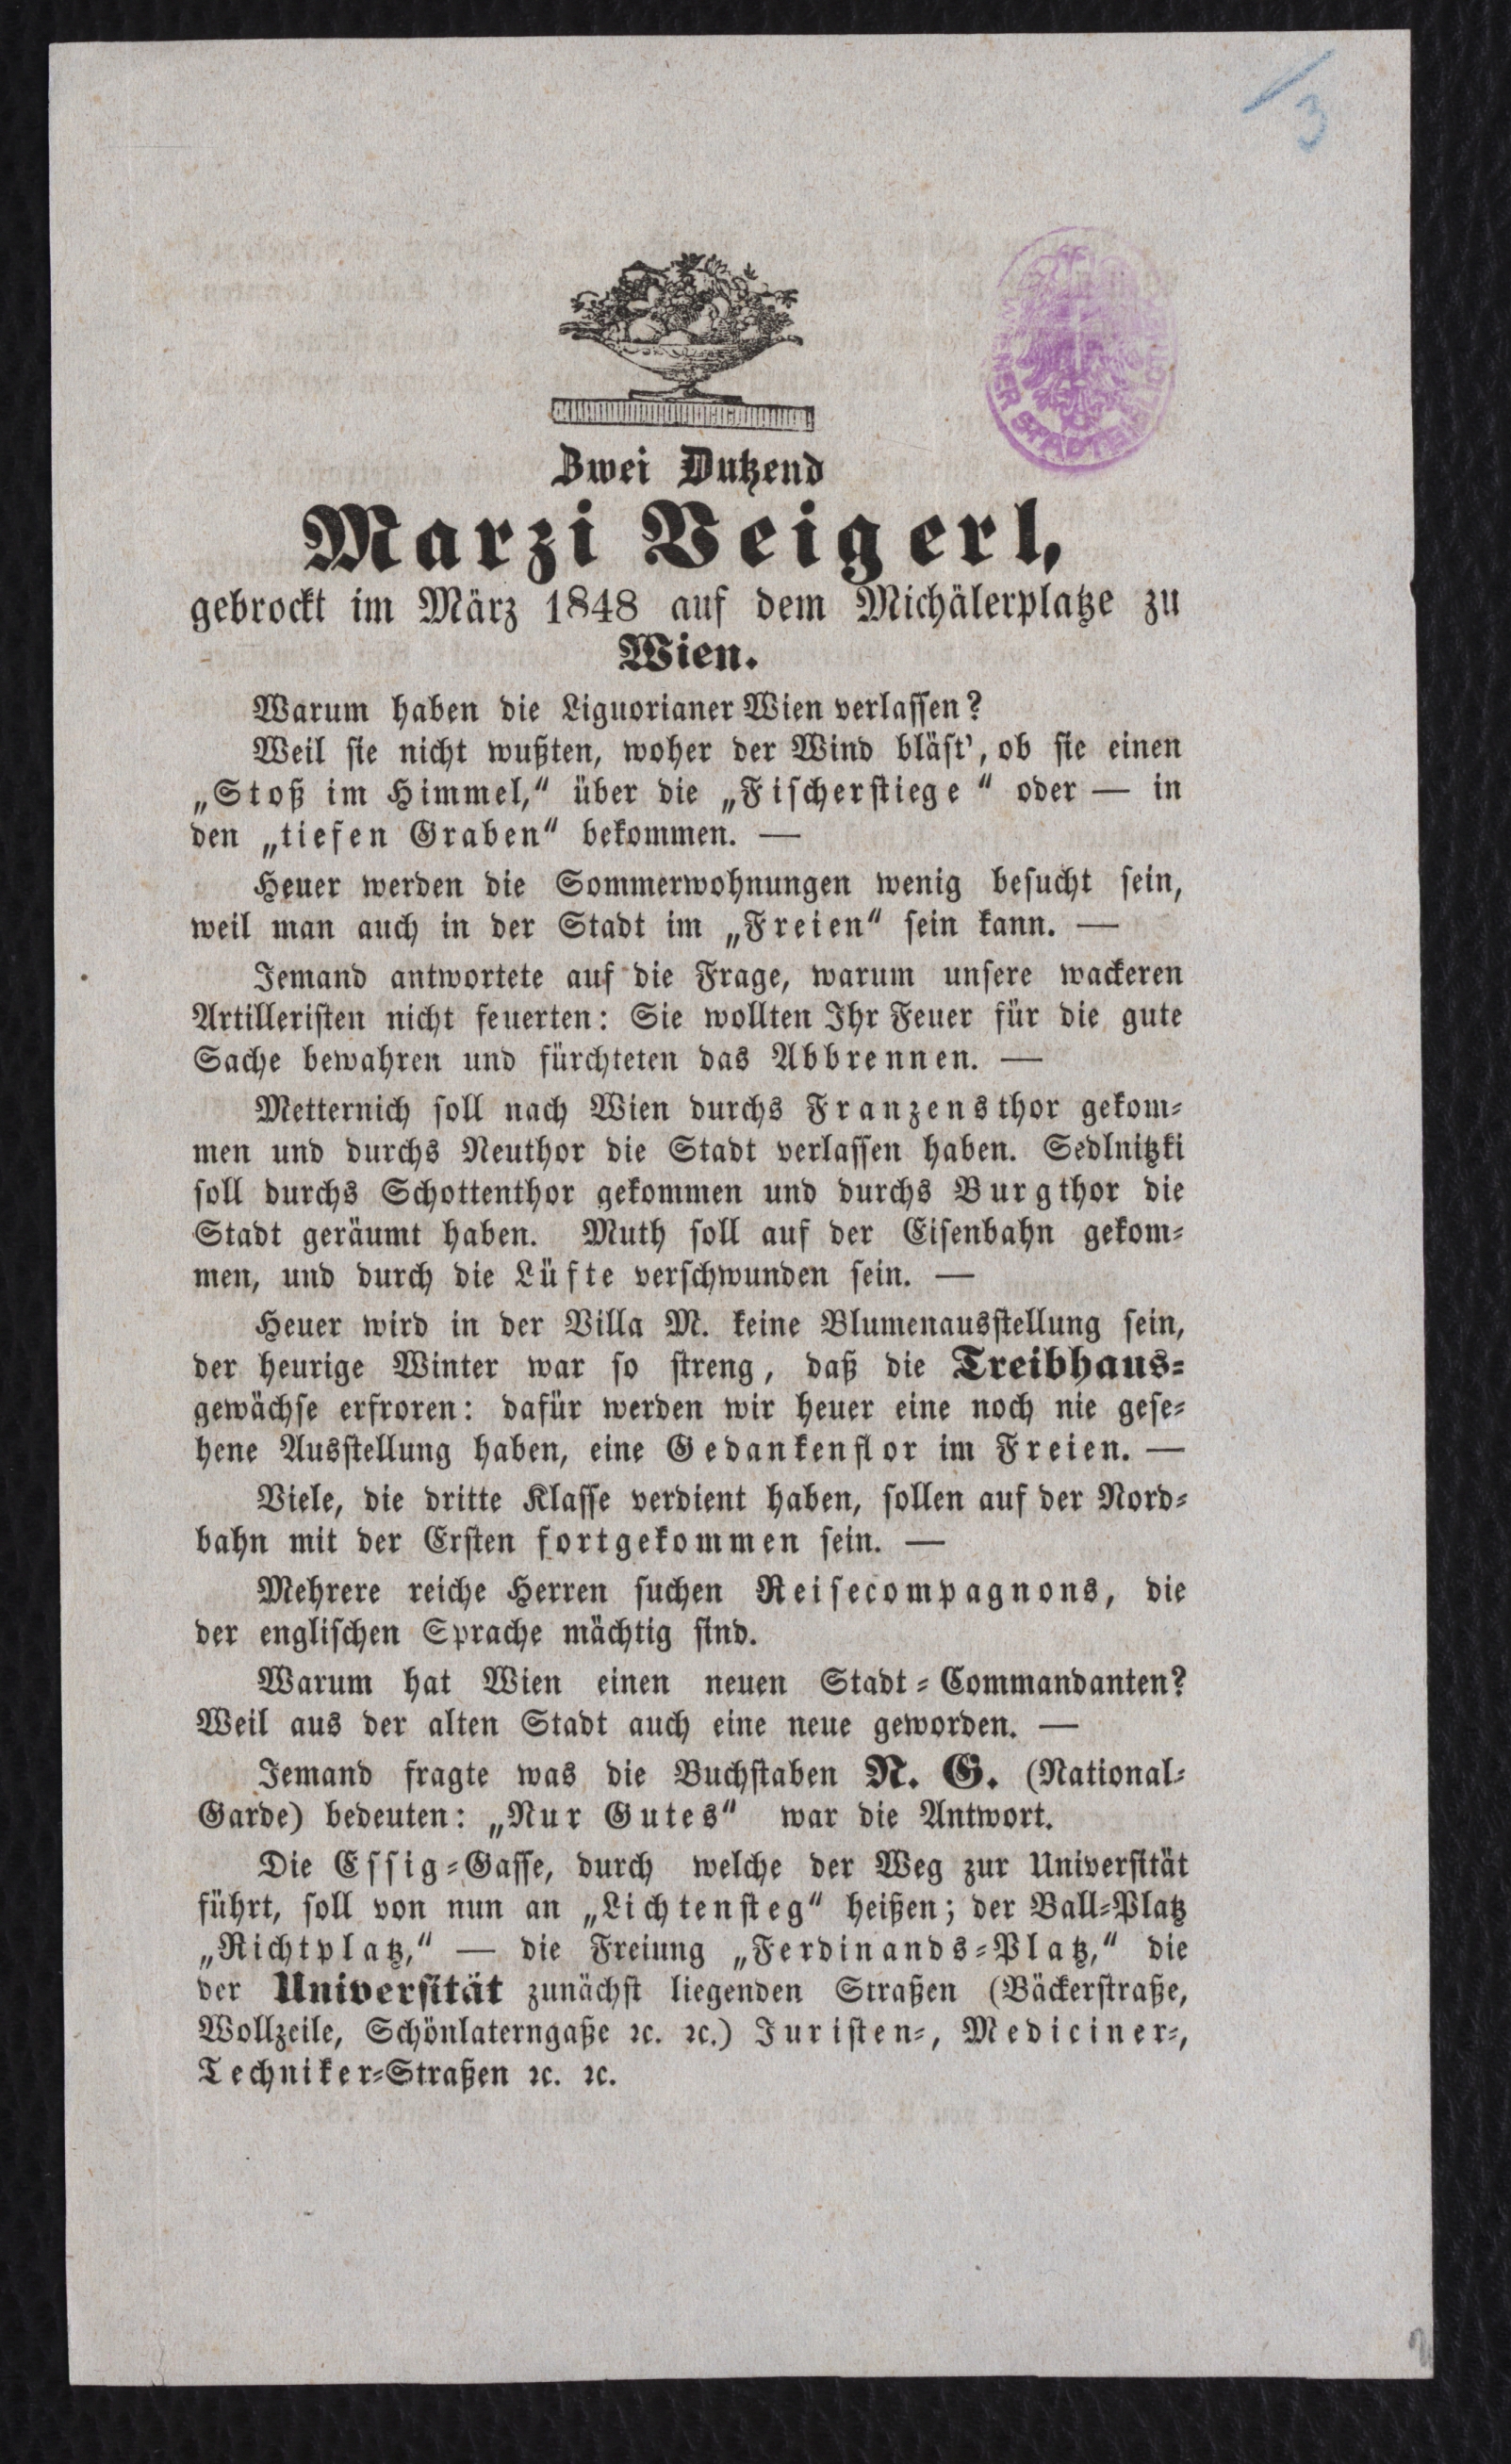 3
WIENER STADTBIBLIOTHEK
Zwei Dutzend
Marzi Veigerl,
gebrockt im März 1848 auf dem Michälerplatze zu
Wien.
Warum haben die Liguorianer Wien verlassen?
Weil sie nicht wußten, woher der Wind bläst', ob sie einen
„Stoß im Himmel,“ über die „Fischerstiege“ oder — in
den „tiefen Graben“ bekommen. —
Heuer werden die Sommerwohnungen wenig besucht sein,
weil man auch in der Stadt im „Freien“ sein kann. —
Jemand antwortete auf die Frage, warum unsere wackeren
Artilleristen nicht feuerten: Sie wollten Ihr Feuer für die gute
Sache bewahren und fürchteten das Abbrennen. —
Metternich soll nach Wien durchs Franzensthor gekom-
men und durchs Neuthor die Stadt verlassen haben. Sedlnitzki
soll durchs Schottenthor gekommen und durchs Burgthor die
Stadt geräumt haben. Muth soll auf der Eisenbahn gekom-
men, und durch die Lüfte verschwunden sein. —
Heuer wird in der Villa M. keine Blumenausstellung sein,
der heurige Winter war so streng, daß die Treibhaus-
gewächse erfroren: dafür werden wir heuer eine noch nie gese-
hene Ausstellung haben, eine Gedankenflor im Freien. —
Viele, die dritte Klasse verdient haben, sollen auf der Nord-
bahn mit der Ersten fortgekommen sein. —
Mehrere reiche Herren suchen Reisecompagnons, die
der englischen Sprache mächtig sind.
Warum hat Wien einen neuen Stadt-Commandanten?
Weil aus der alten Stadt auch eine neue geworden. —
Jemand fragte was die Buchstaben N. G. (National-
Garde) bedeuten: „Nur Gutes“ war die Antwort.
Die Essig-Gasse, durch welche der Weg zur Universität
führt, soll von nun an „Lichtensteg“ heißen; der Ball-Platz
„Richtplatz,“ — die Freiung „Ferdinands-Platz,“ die
der Universität zunächst liegenden Straßen (Bäckerstraße,
Wollzeile, Schönlaterngaße ꝛc. ꝛc.) Juristen-, Mediciner-,
Techniker-Straßen ꝛc. ꝛc.